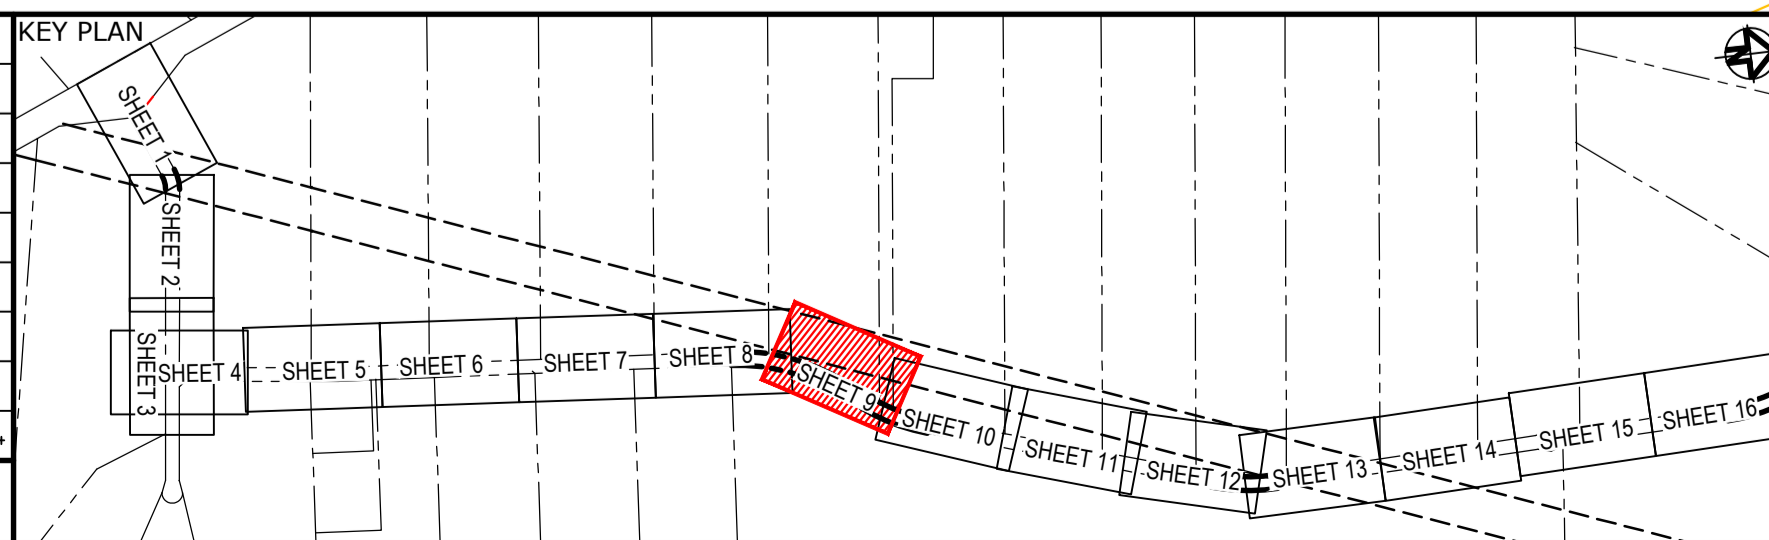 KEY PLAN
N
SHEET 1
SHEET 2
SHEET 3
SHEET 4
SHEET 5
SHEET 6
SHEET 7
SHEET 8
SHEET 9
SHEET 10
SHEET 11
SHEET 12
SHEET 13
SHEET 14
SHEET 15
SHEET 16